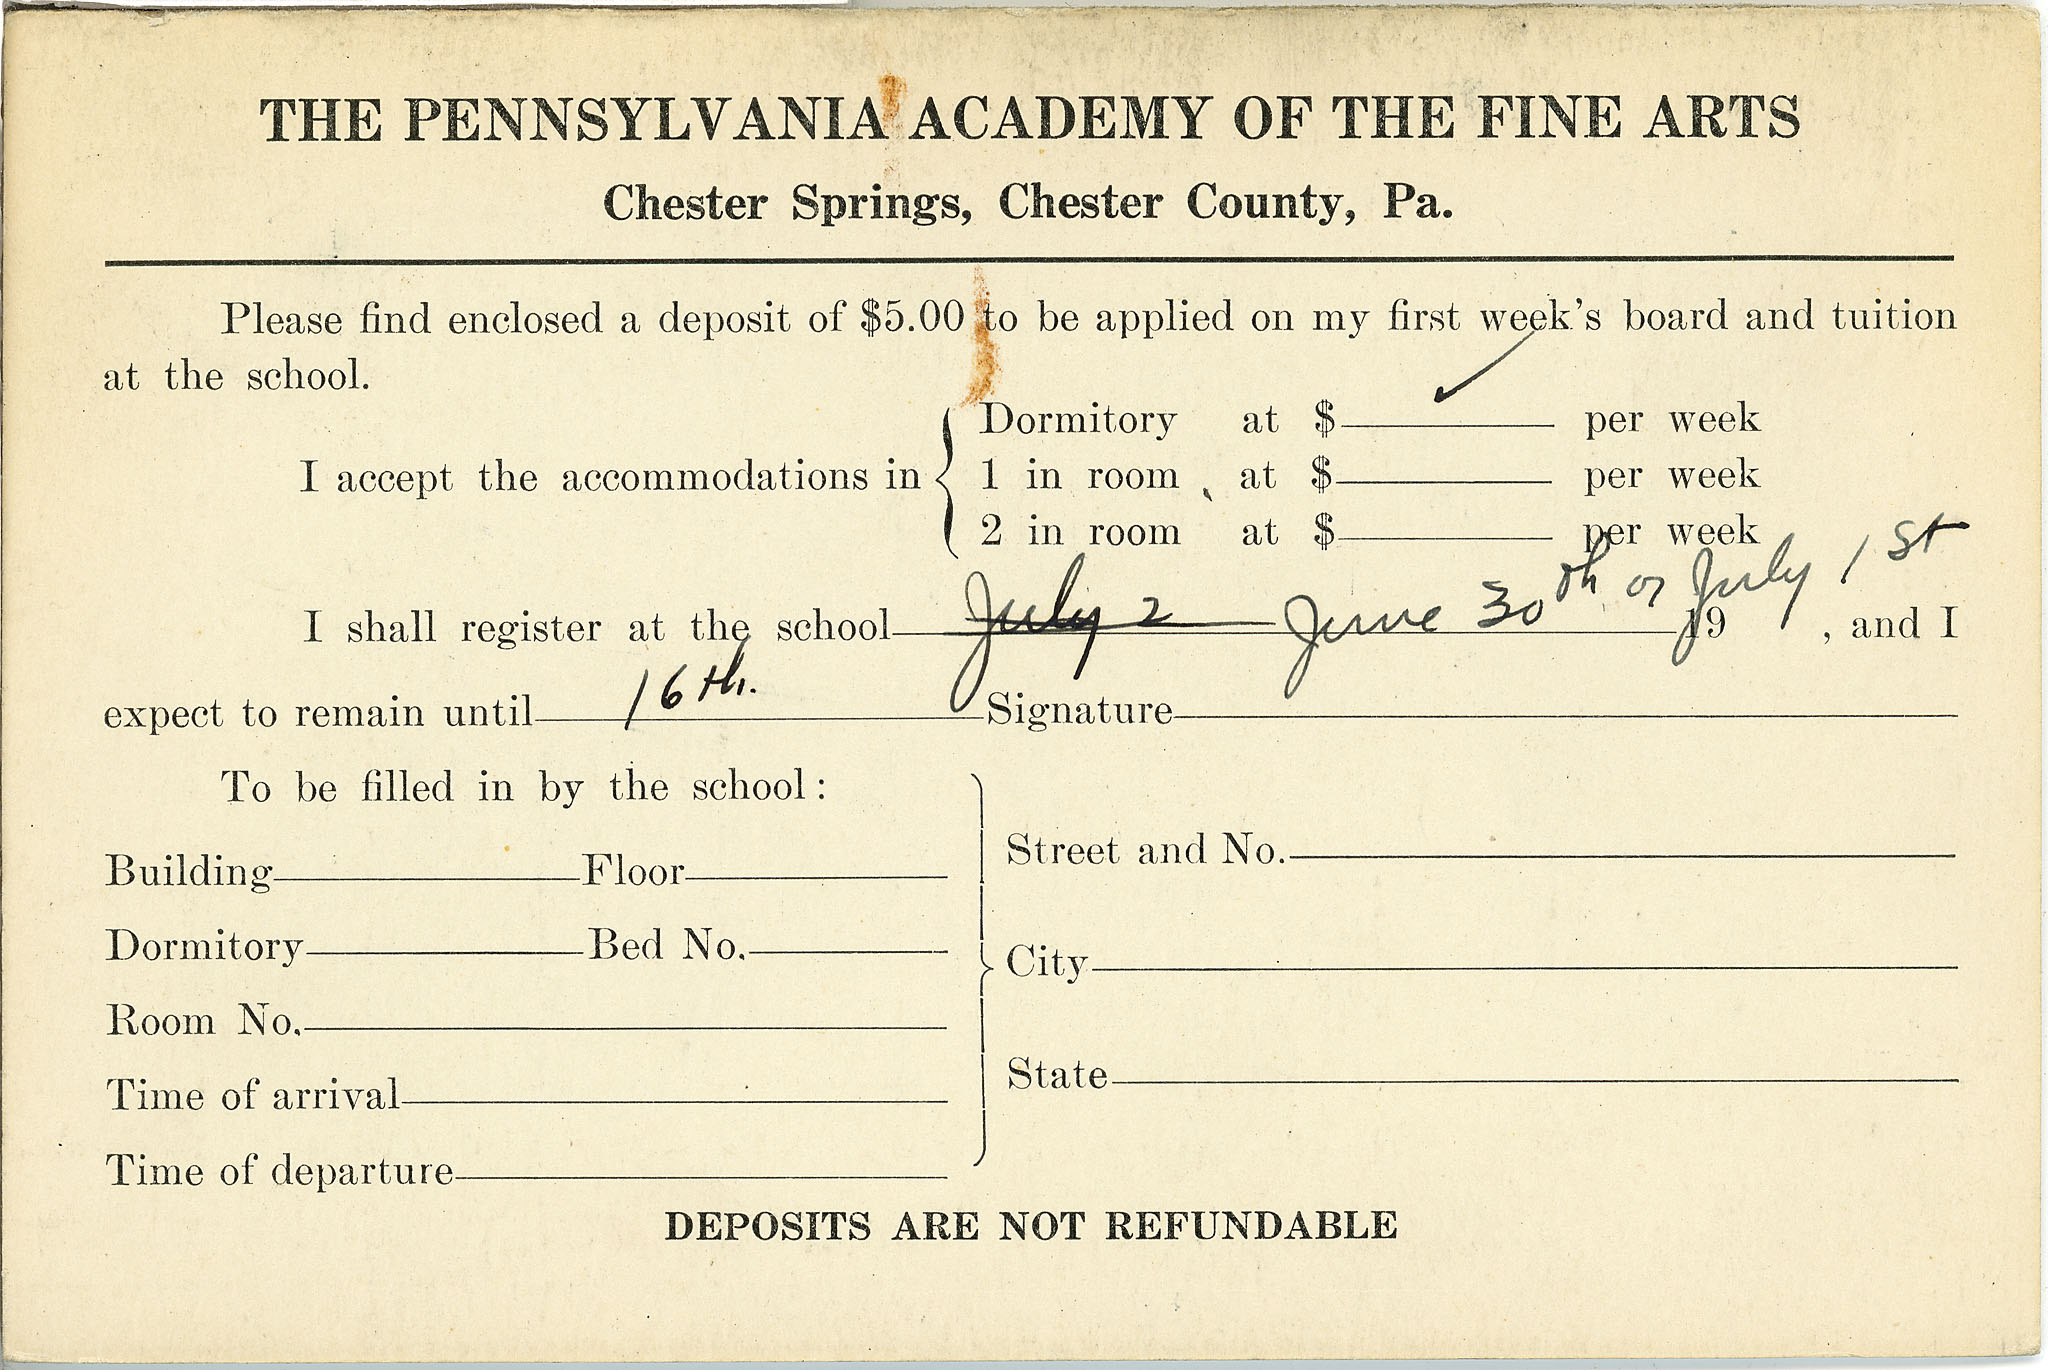 THE PENNSYLVANIA ACADEMY OF THE FINE ARTS
Chester Springs, Chester County, Pa.
Please find enclosed a deposit of $5.00 to be applied on my first week's board and tuition
at the school.
Dormitory at $ ✓ per week
I accept the accommodations in { 1 in room at $ per week
2 in room at $ per week
I shall register at the school July 2 June 30th or July 1st 19 , and I
expect to remain until 16th. Signature
To be filled in by the school:
Building Floor
Dormitory Bed No.
Room No.
Time of arrival
Time of departure
Street and No.
City
State
DEPOSITS ARE NOT REFUNDABLE